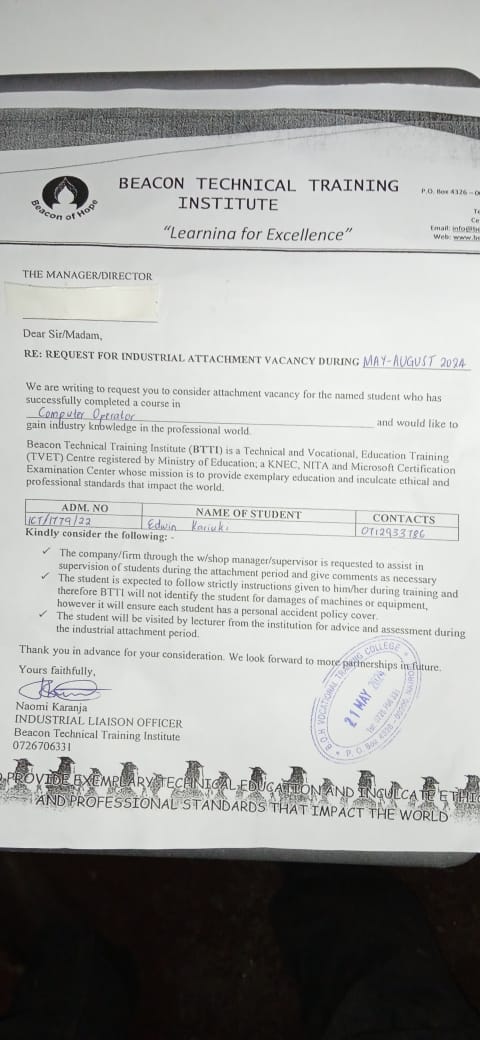 Beacon of Hope
BEACON TECHNICAL TRAINING
INSTITUTE
"Learning for Excellence"
P.O. Box 4326 – 0
Te
Ce
Email: info@be
Web: www.be
THE MANAGER/DIRECTOR
Dear Sir/Madam,
RE: REQUEST FOR INDUSTRIAL ATTACHMENT VACANCY DURING MAY-AUGUST 2024
We are writing to request you to consider attachment vacancy for the named student who has
successfully completed a course in
Computer Operator and would like to
gain industry knowledge in the professional world.
Beacon Technical Training Institute (BTTI) is a Technical and Vocational, Education Training
(TVET) Centre registered by Ministry of Education; a KNEC, NITA and Microsoft Certification
Examination Center whose mission is to provide exemplary education and inculcate ethical and
professional standards that impact the world.
ADM. NO NAME OF STUDENT CONTACTS
ICT/1779/22 Edwin Kariuki 0712933786
Kindly consider the following: -
✓ The company/firm through the w/shop manager/supervisor is requested to assist in
supervision of students during the attachment period and give comments as necessary
✓ The student is expected to follow strictly instructions given to him/her during training and
therefore BTTI will not identify the student for damages of machines or equipment,
however it will ensure each student has a personal accident policy cover.
✓ The student will be visited by lecturer from the institution for advice and assessment during
the industrial attachment period.
Thank you in advance for your consideration. We look forward to more partnerships in future.
Yours faithfully,
Naomi Karanja
INDUSTRIAL LIAISON OFFICER
Beacon Technical Training Institute
0726706331
B.O.H VOCATIONAL TRAINING COLLEGE
21 MAY 2024
P. O. Box 4326
O PROVIDE EXEMPLARY TECHNICAL EDUCATION AND INCULCATE ETHIC
AND PROFESSIONAL STANDARDS THAT IMPACT THE WORLD